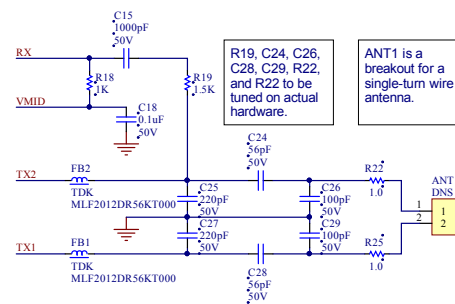 C15
1000pF
50V
RX
R18
1K
R19
1.5K
VMID
C18
0.1uF
50V
R19, C24, C26,
C28, C29, R22,
and R22 to be
tuned on actual
hardware.
ANT1 is a
breakout for a
single-turn wire
antenna.
C24
56pF
50V
TX2
FB2
TDK
MLF2012DR56KT000
C25
220pF
50V
C26
100pF
50V
R22
1.0
ANT
DNS
1
1
2
2
C27
220pF
50V
C29
100pF
50V
TX1
FB1
TDK
MLF2012DR56KT000
C28
56pF
50V
R25
1.0